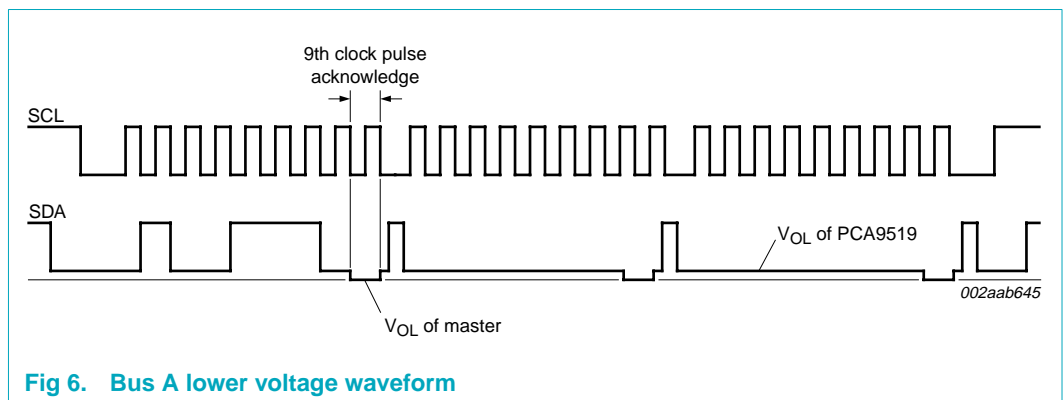 9th clock pulse
acknowledge
SCL
SDA
VOL of PCA9519
002aab645
VOL of master
Fig 6. Bus A lower voltage waveform